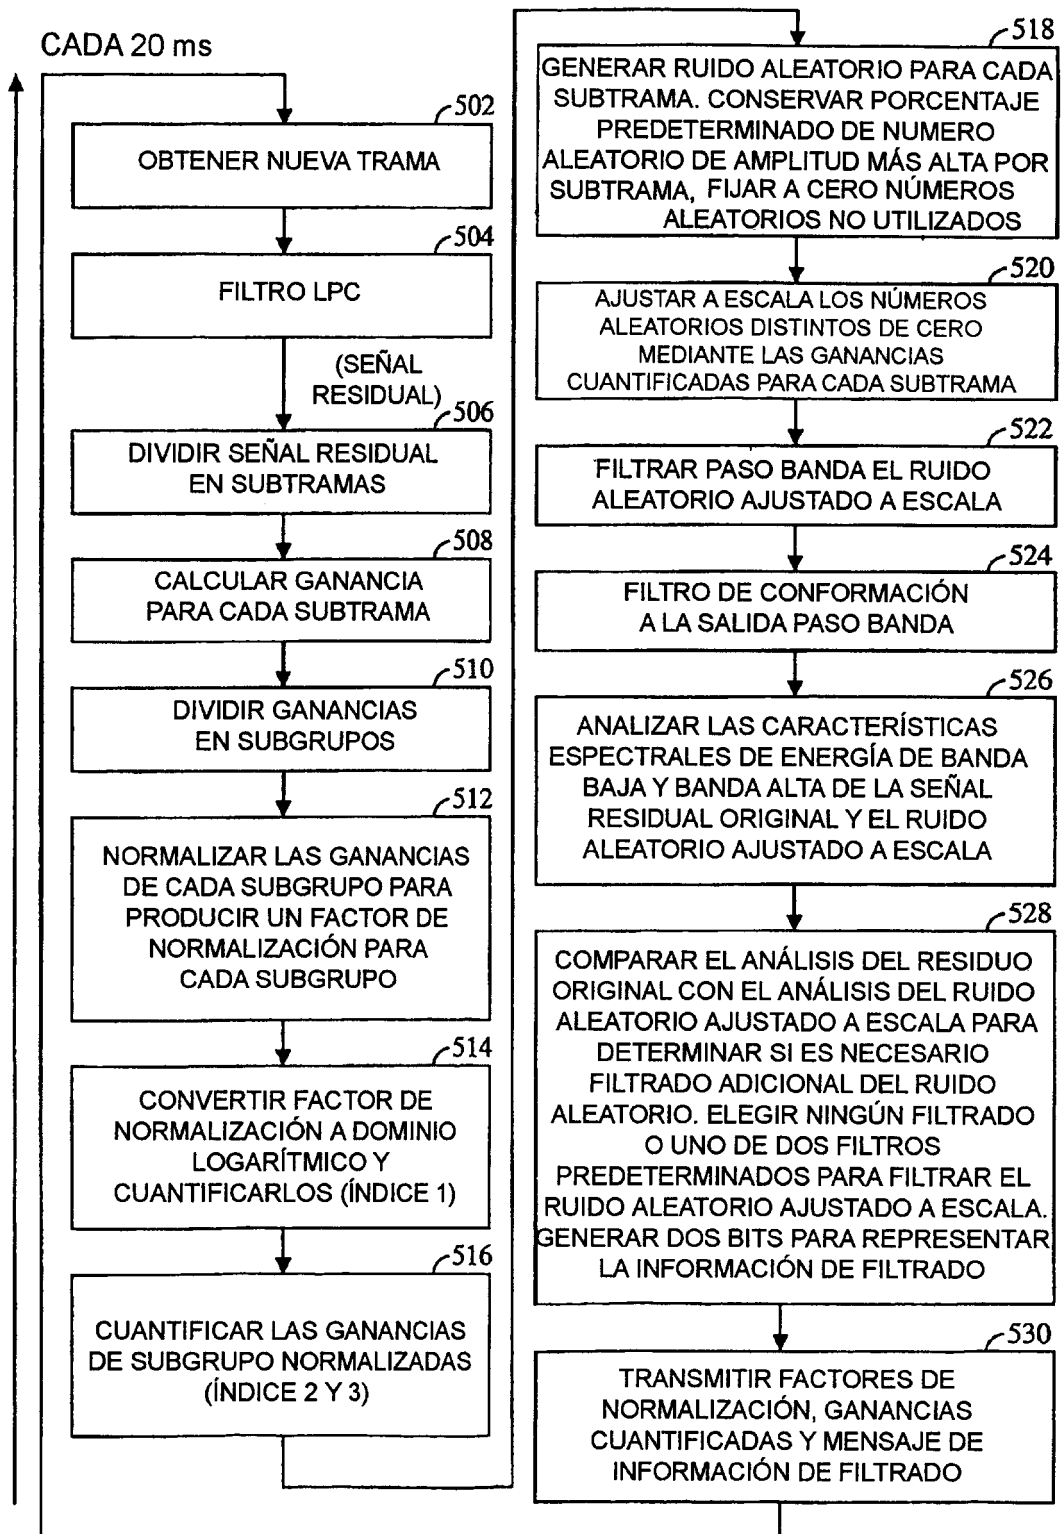 CADA 20 ms
502
OBTENER NUEVA TRAMA
504
FILTRO LPC
(SEÑAL
RESIDUAL)
506
DIVIDIR SEÑAL RESIDUAL
EN SUBTRAMAS
508
CALCULAR GANANCIA
PARA CADA SUBTRAMA
510
DIVIDIR GANANCIAS
EN SUBGRUPOS
512
NORMALIZAR LAS GANANCIAS
DE CADA SUBGRUPO PARA
PRODUCIR UN FACTOR DE
NORMALIZACIÓN PARA
CADA SUBGRUPO
514
CONVERTIR FACTOR DE
NORMALIZACIÓN A DOMINIO
LOGARÍTMICO Y
CUANTIFICARLOS (ÍNDICE 1)
516
CUANTIFICAR LAS GANANCIAS
DE SUBGRUPO NORMALIZADAS
(ÍNDICE 2 Y 3)
518
GENERAR RUIDO ALEATORIO PARA CADA
SUBTRAMA. CONSERVAR PORCENTAJE
PREDETERMINADO DE NUMERO
ALEATORIO DE AMPLITUD MÁS ALTA POR
SUBTRAMA, FIJAR A CERO NÚMEROS
ALEATORIOS NO UTILIZADOS
520
AJUSTAR A ESCALA LOS NÚMEROS
ALEATORIOS DISTINTOS DE CERO
MEDIANTE LAS GANANCIAS
CUANTIFICADAS PARA CADA SUBTRAMA
522
FILTRAR PASO BANDA EL RUIDO
ALEATORIO AJUSTADO A ESCALA
524
FILTRO DE CONFORMACIÓN
A LA SALIDA PASO BANDA
526
ANALIZAR LAS CARACTERÍSTICAS
ESPECTRALES DE ENERGÍA DE BANDA
BAJA Y BANDA ALTA DE LA SEÑAL
RESIDUAL ORIGINAL Y EL RUIDO
ALEATORIO AJUSTADO A ESCALA
528
COMPARAR EL ANÁLISIS DEL RESIDUO
ORIGINAL CON EL ANÁLISIS DEL RUIDO
ALEATORIO AJUSTADO A ESCALA PARA
DETERMINAR SI ES NECESARIO
FILTRADO ADICIONAL DEL RUIDO
ALEATORIO. ELEGIR NINGÚN FILTRADO
O UNO DE DOS FILTROS
PREDETERMINADOS PARA FILTRAR EL
RUIDO ALEATORIO AJUSTADO A ESCALA.
GENERAR DOS BITS PARA REPRESENTAR
LA INFORMACIÓN DE FILTRADO
530
TRANSMITIR FACTORES DE
NORMALIZACIÓN, GANANCIAS
CUANTIFICADAS Y MENSAJE DE
INFORMACIÓN DE FILTRADO